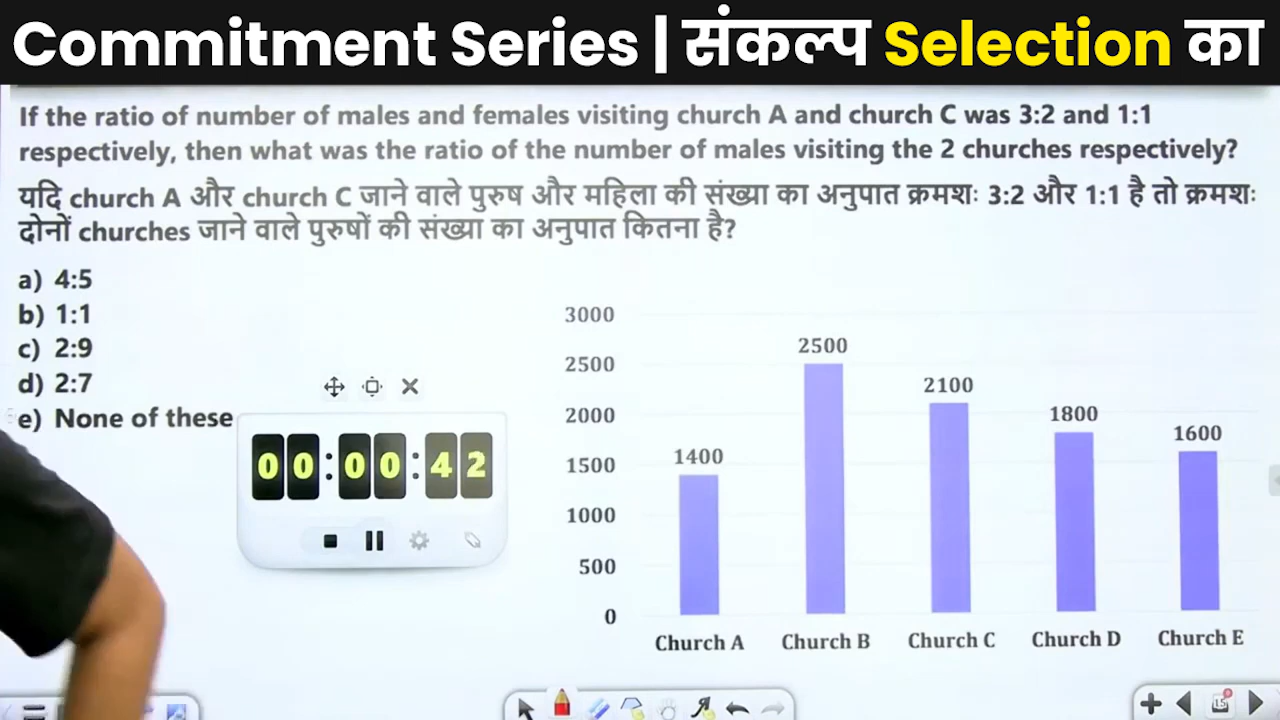 Commitment Series | संकल्प Selection का
If the ratio of number of males and females visiting church A and church C was 3:2 and 1:1
respectively, then what was the ratio of the number of males visiting the 2 churches respectively?
यदि church A और church C जाने वाले पुरुष और महिला की संख्या का अनुपात क्रमशः 3:2 और 1:1 है तो क्रमशः
दोनों churches जाने वाले पुरुषों की संख्या का अनुपात कितना है?
a) 4:5
b) 1:1
c) 2:9
d) 2:7
e) None of these
00:00:42
3000
2500
2000
1500
1000
500
0
1400
2500
2100
1800
1600
Church A
Church B
Church C
Church D
Church E